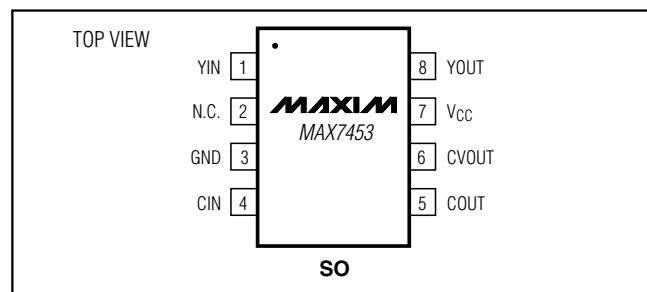 TOP VIEW
YIN 1
8 YOUT
N.C. 2
MAXIM
7 VCC
MAX7453
GND 3
6 CVOUT
CIN 4
5 COUT
SO